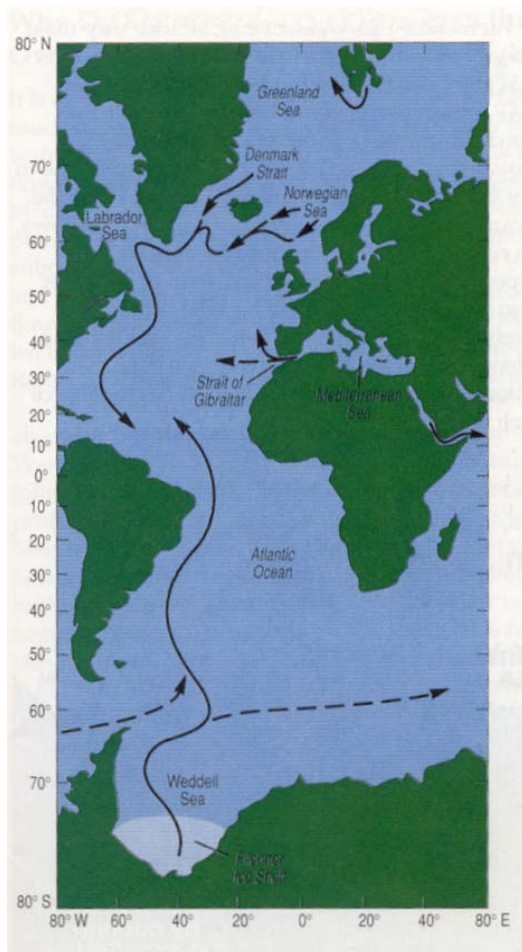 80° N
70°
60°
50°
40°
30°
20°
10°
0°
10°
20°
30°
40°
50°
60°
70°
80° S
80° W
60°
40°
20°
0°
20°
40°
60°
80° E
Greenland
Sea
Denmark
Strait
Norwegian
Sea
Labrador
Sea
Strait of
Gibraltar
Mediterranean
Sea
Atlantic
Ocean
Weddell
Sea
Filchner
Ice Shelf